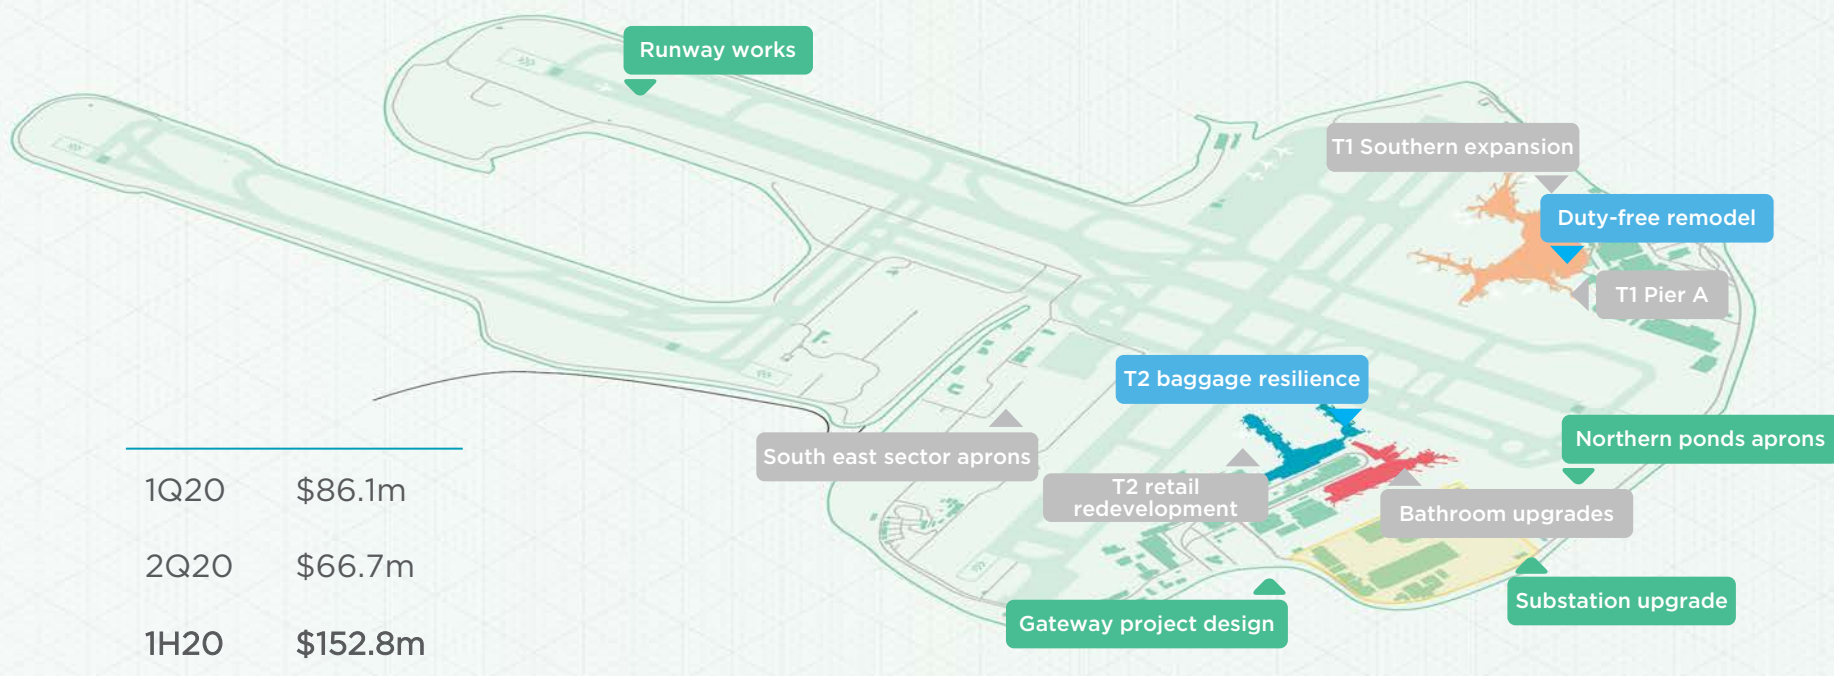 Runway works
T1 Southern expansion
Duty-free remodel
T1 Pier A
T2 baggage resilience
South east sector aprons
T2 retail
redevelopment
Northern ponds aprons
Bathroom upgrades
Substation upgrade
Gateway project design
1Q20 $86.1m
2Q20 $66.7m
1H20 $152.8m